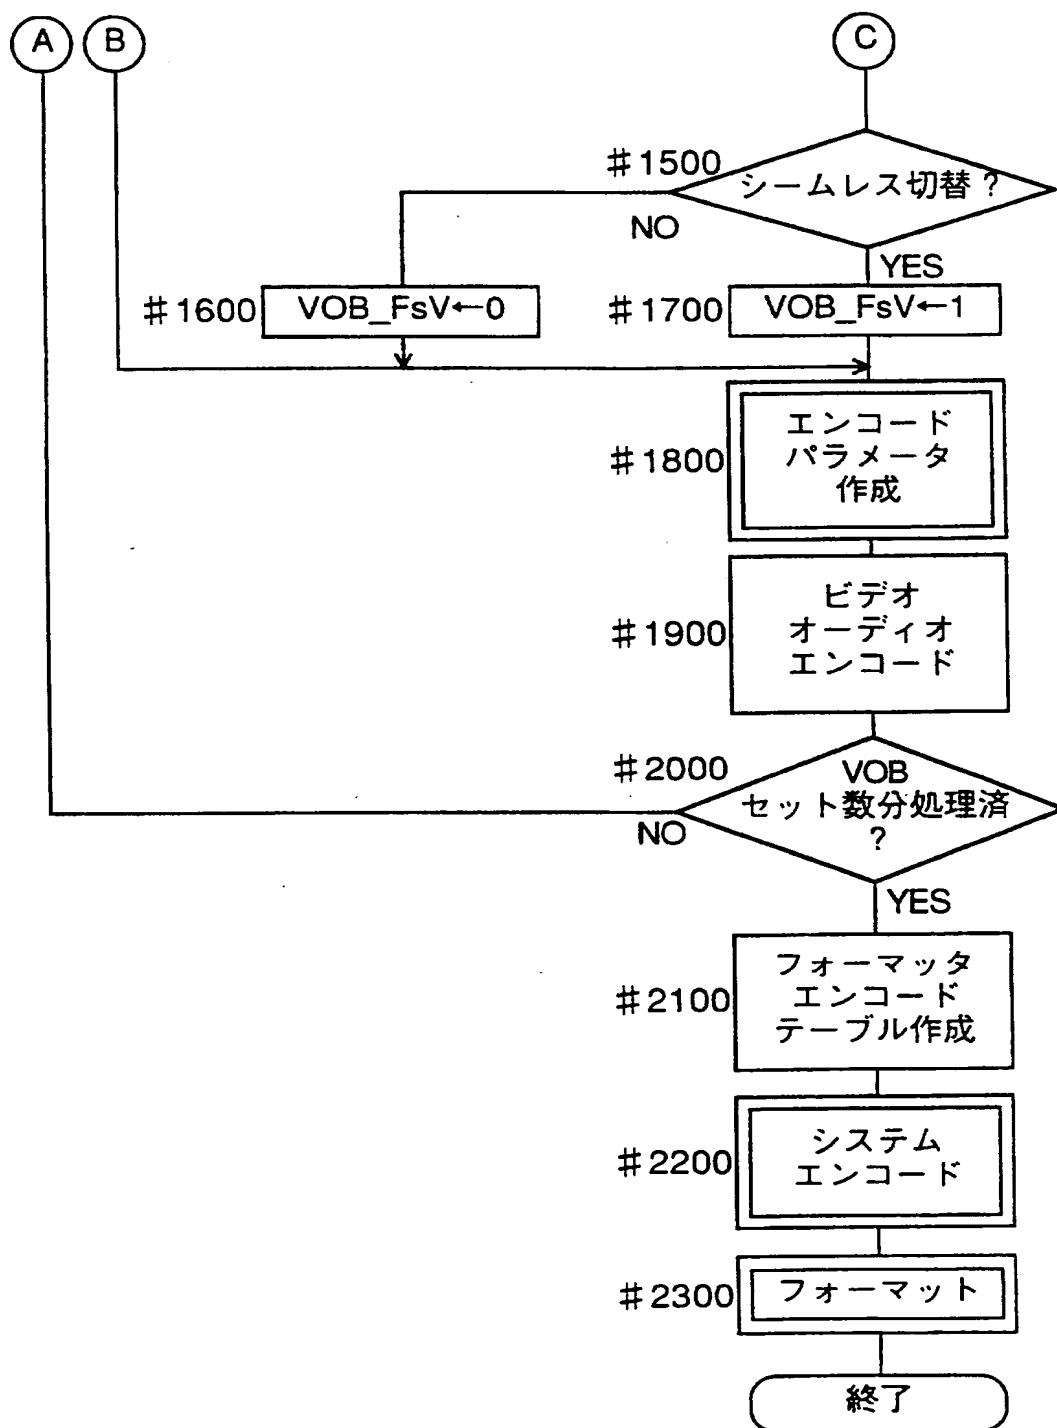 A
B
C
#1500
シームレス切替?
NO
YES
#1600
VOB_FsV←0
#1700
VOB_FsV←1
#1800
エンコード
パラメータ
作成
#1900
ビデオ
オーディオ
エンコード
#2000
VOB
セット数分処理済
?
NO
YES
#2100
フォーマッタ
エンコード
テーブル作成
#2200
システム
エンコード
#2300
フォーマット
終了